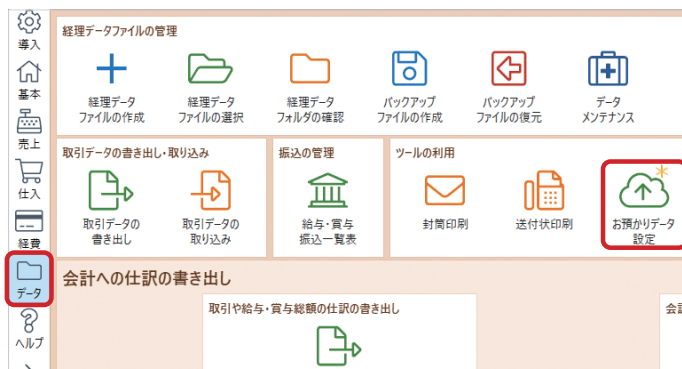 導入
基本
売上
仕入
経費
データ
ヘルプ
経理データファイルの管理
経理データ
ファイルの作成
経理データ
ファイルの選択
経理データ
フォルダの確認
バックアップ
ファイルの作成
バックアップ
ファイルの復元
データ
メンテナンス
取引データの書き出し・取り込み
取引データの
書き出し
取引データの
取り込み
振込の管理
給与・賞与
振込一覧表
ツールの利用
封筒印刷
送付状印刷
お預かりデータ
設定
会計への仕訳の書き出し
取引や給与・賞与総額の仕訳の書き出し
会